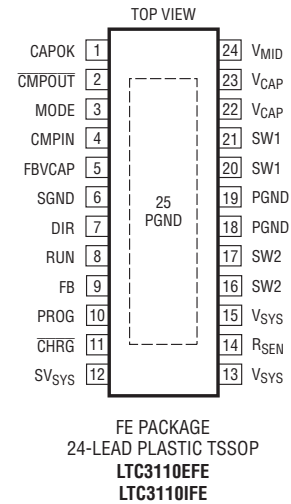 TOP VIEW
CAPOK 1 24 VMID
CMPOUT 2 23 VCAP
MODE 3 22 VCAP
CMPIN 4 21 SW1
FBVCAP 5 20 SW1
SGND 6 19 PGND
DIR 7 18 PGND
RUN 8 17 SW2
FB 9 16 SW2
PROG 10 15 VSYS
CHRG 11 14 RSEN
SVSYS 12 13 VSYS
25
PGND
FE PACKAGE
24-LEAD PLASTIC TSSOP
LTC3110EFE
LTC3110IFE